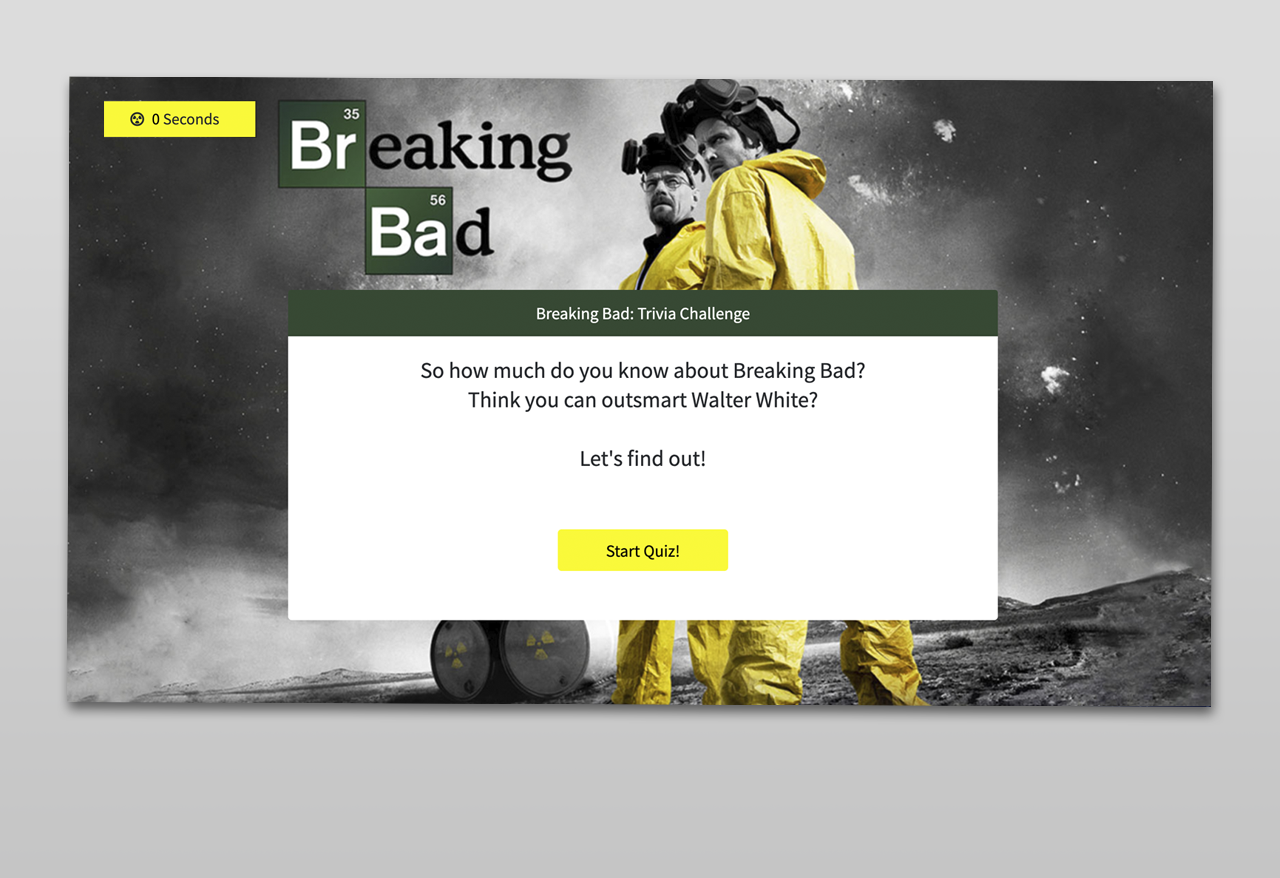 0 Seconds
35
Breaking
56
Bad
Breaking Bad: Trivia Challenge
So how much do you know about Breaking Bad?
Think you can outsmart Walter White?
Let's find out!
Start Quiz!